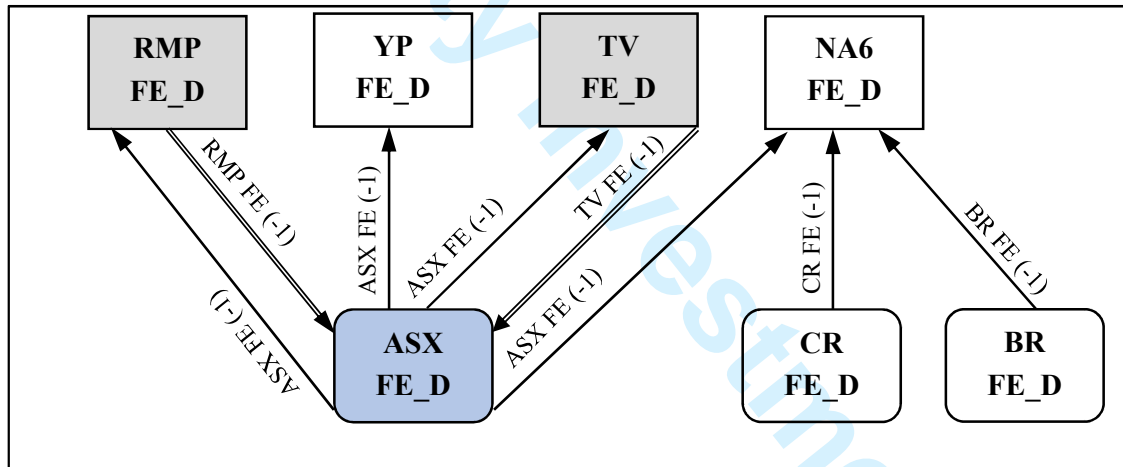 RMP
FE_D
YP
FE_D
TV
FE_D
NA6
FE_D
RMP FE (-1)
ASX FE (-1)
ASX FE (-1)
ASX FE (-1)
TV FE (-1)
ASX FE (-1)
CR FE (-1)
BR FE (-1)
ASX
FE_D
CR
FE_D
BR
FE_D
y Investme